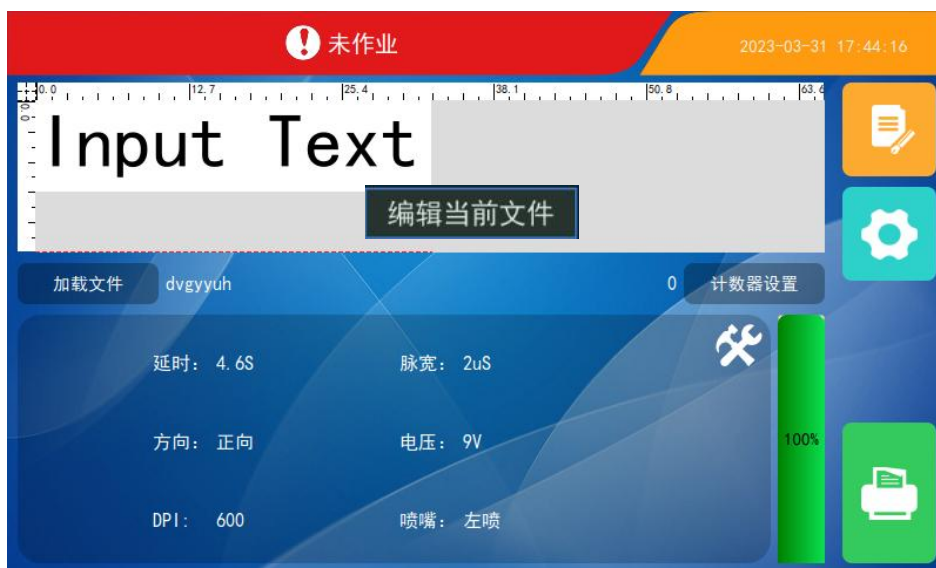 未作业
2023-03-31 17:44:16
0.0 12.7 25.4 38.1 50.8 63.6
0.0
Input Text
编辑当前文件
加载文件 dvgyyuh 0 计数器设置
延时: 4.6S 脉宽: 2uS
方向: 正向 电压: 9V 100%
DPI: 600 喷嘴: 左喷